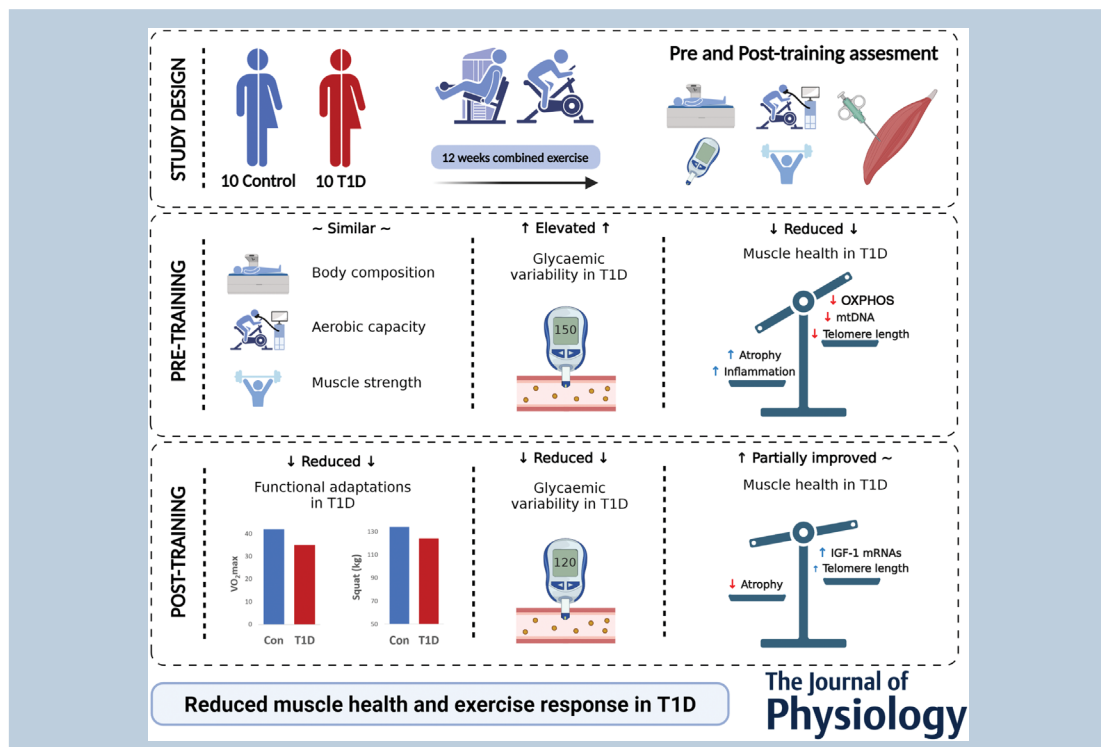 STUDY DESIGN
10 Control
10 T1D
12 weeks combined exercise
Pre and Post-training assesment
PRE-TRAINING
~ Similar ~
Body composition
Aerobic capacity
Muscle strength
↑ Elevated ↑
Glycaemic
variability in T1D
150
↓ Reduced ↓
Muscle health in T1D
↓ OXPHOS
↓ mtDNA
↓ Telomere length
↑ Atrophy
↑ Inflammation
POST-TRAINING
↓ Reduced ↓
Functional adaptations
in T1D
VO2max
40
30
20
10
0
Con T1D
Squat (kg)
130
110
90
70
50
Con T1D
↓ Reduced ↓
Glycaemic
variability in T1D
120
↑ Partially improved ~
Muscle health in T1D
↑ IGF-1 mRNAs
↑ Telomere length
↓ Atrophy
Reduced muscle health and exercise response in T1D
The Journal of
Physiology